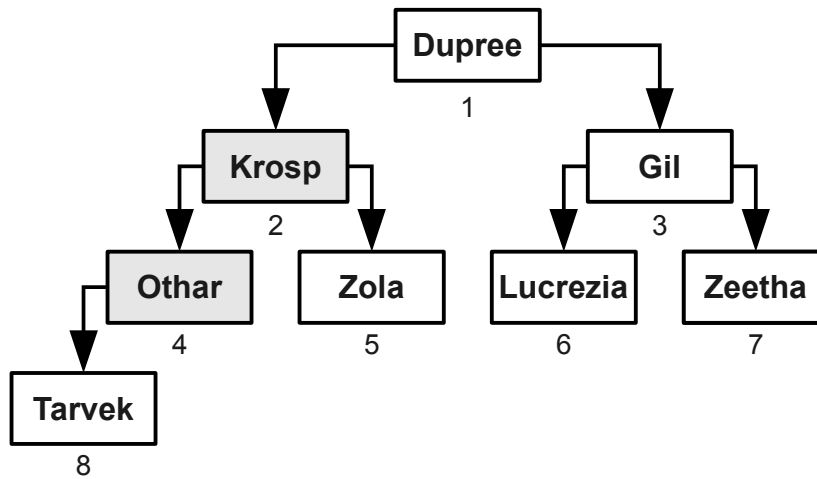 Dupree
1
Krosp
Gil
2
3
Othar
Zola
Lucrezia
Zeetha
4
5
6
7
Tarvek
8